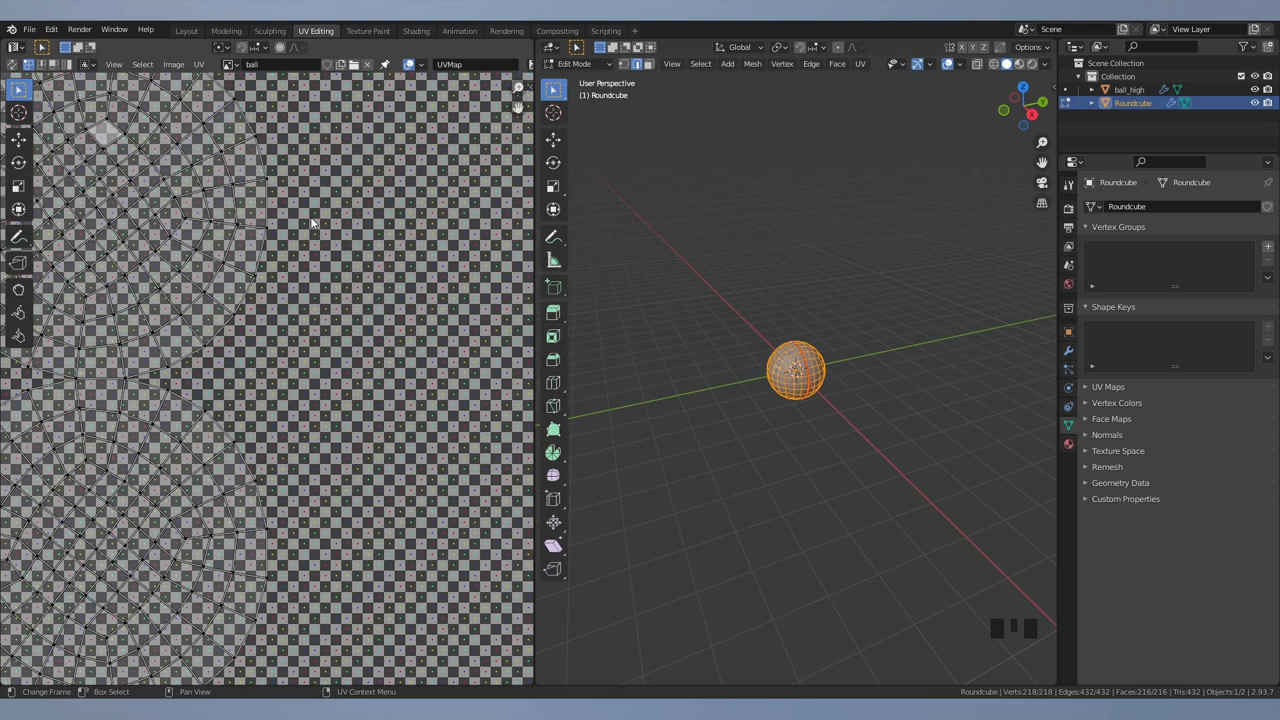 File Edit Render Window Help Layout Modeling Sculpting UV Editing Texture Paint Shading Animation Rendering Compositing Scripting Scene View Layer
Global X Y Z Options
View Select Image UV ball UVMap Edit Mode View Select Add Mesh Vertex Edge Face UV
Scene Collection
Collection
ball_high
Roundcube
User Perspective
(1) Roundcube
Z
Y
X
Roundcube Roundcube
Roundcube
Vertex Groups
Shape Keys
UV Maps
Vertex Colors
Face Maps
Normals
Texture Space
Remesh
Geometry Data
Custom Properties
Change Frame Box Select Pan View UV Context Menu Roundcube | Verts:218/218 | Edges:432/432 | Faces:216/216 | Tris:432 | Objects:1/2 | 2.93.7